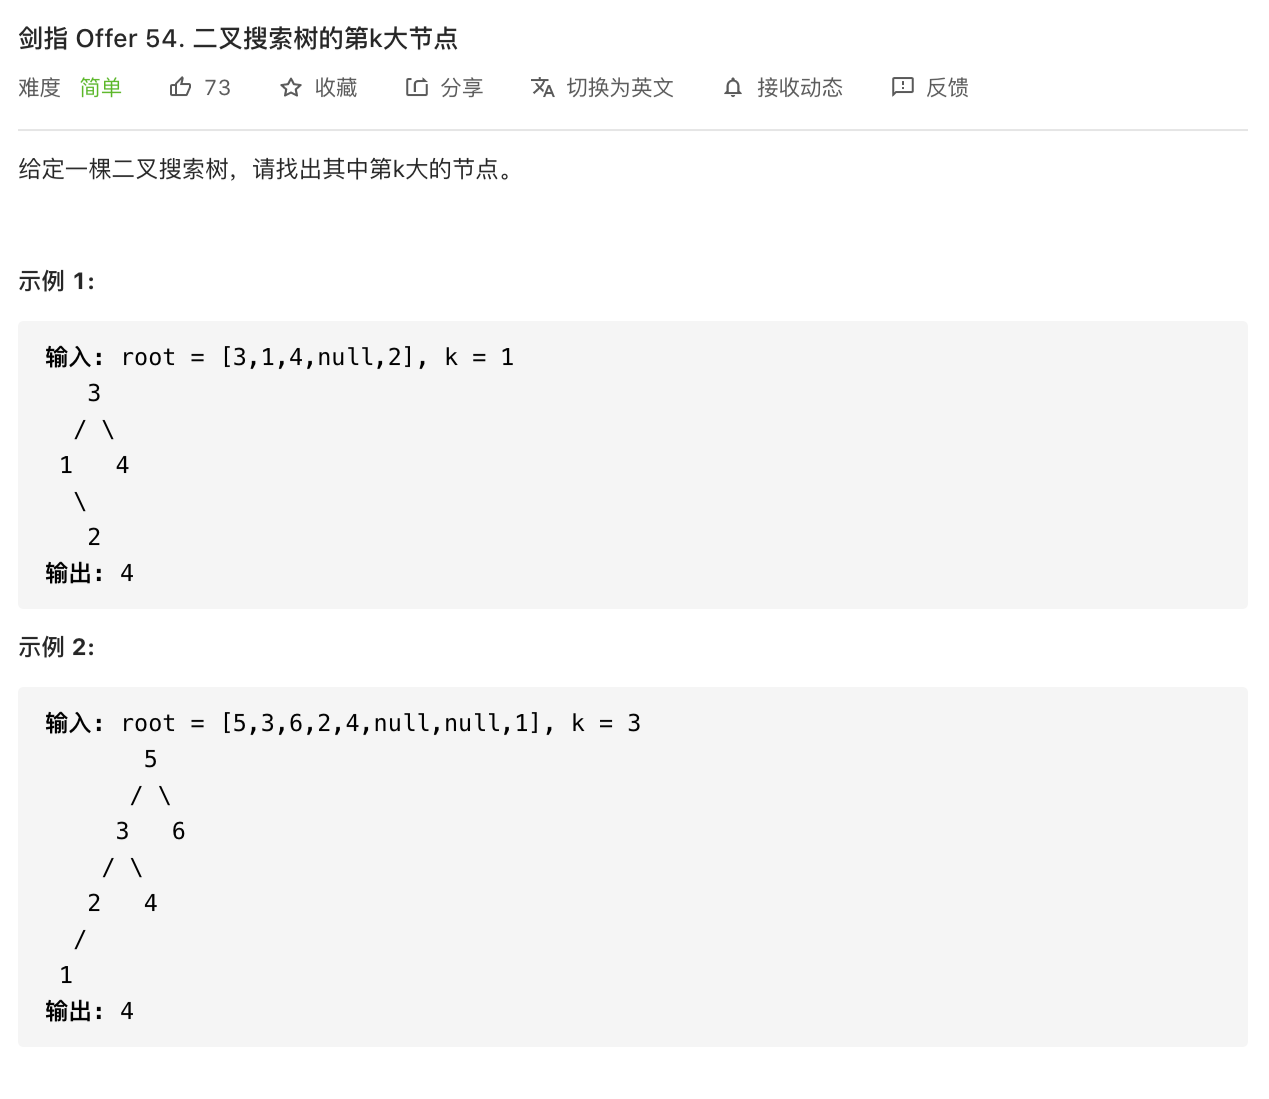 剑指 Offer 54. 二叉搜索树的第k大节点
难度 简单 73 收藏 分享 切换为英文 接收动态 反馈
给定一棵二叉搜索树，请找出其中第k大的节点。
示例 1:
输入: root = [3,1,4,null,2], k = 1
   3
  / \
 1   4
  \
   2
输出: 4
示例 2:
输入: root = [5,3,6,2,4,null,null,1], k = 3
       5
      / \
     3   6
    / \
   2   4
  /
 1
输出: 4